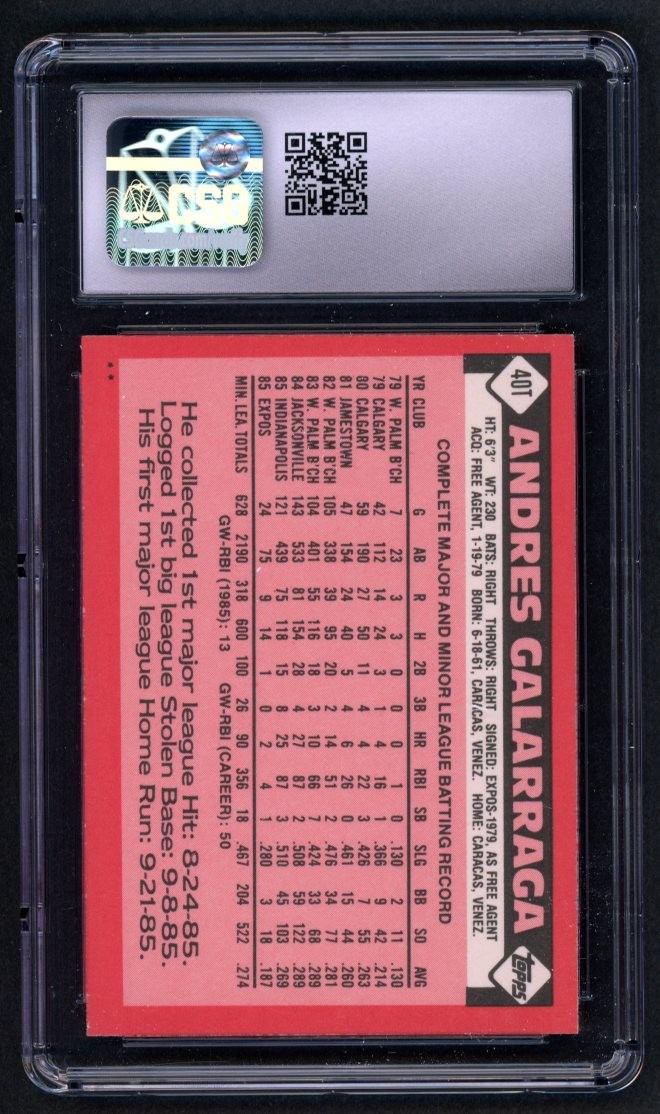 CSG
40T
ANDRES GALARRAGA
topps
HT: 6'3" WT: 230 BATS: RIGHT THROWS: RIGHT SIGNED: EXPOS-1979, AS FREE AGENT
ACQ: FREE AGENT, 1-19-79 BORN: 6-18-61, CAR//CAS, VENEZ. HOME: CARACAS, VENEZ.
COMPLETE MAJOR AND MINOR LEAGUE BATTING RECORD
YR CLUB G AB R H 2B 3B HR RBI SB SLG BB SO AVG
79 W. PALM B'CH 7 23 3 3 0 0 0 1 0 .130 2 11 .130
79 CALGARY 42 112 14 24 3 1 4 16 1 .366 9 42 .214
80 CALGARY 59 190 27 50 11 4 4 22 3 .426 7 55 .263
81 JAMESTOWN 47 154 24 40 5 4 6 26 0 .461 15 44 .260
82 W. PALM B'CH 105 338 39 95 20 2 14 51 2 .476 34 77 .281
83 W. PALM B'CH 104 401 55 116 18 3 10 66 7 .424 33 68 .289
84 JACKSONVILLE 143 533 81 154 28 4 27 87 2 .508 59 122 .289
85 INDIANAPOLIS 121 439 75 118 15 8 25 87 3 .510 45 103 .269
85 EXPOS 24 75 9 14 1 0 2 4 1 .280 3 18 .187
MIN. LEA. TOTALS 628 2190 318 600 100 26 90 356 18 .467 204 522 .274
GW-RBI (1985): 13 GW-RBI (CAREER): 50
He collected 1st major league Hit: 8-24-85.
Logged 1st big league Stolen Base: 9-8-85.
His first major league Home Run: 9-21-85.
**